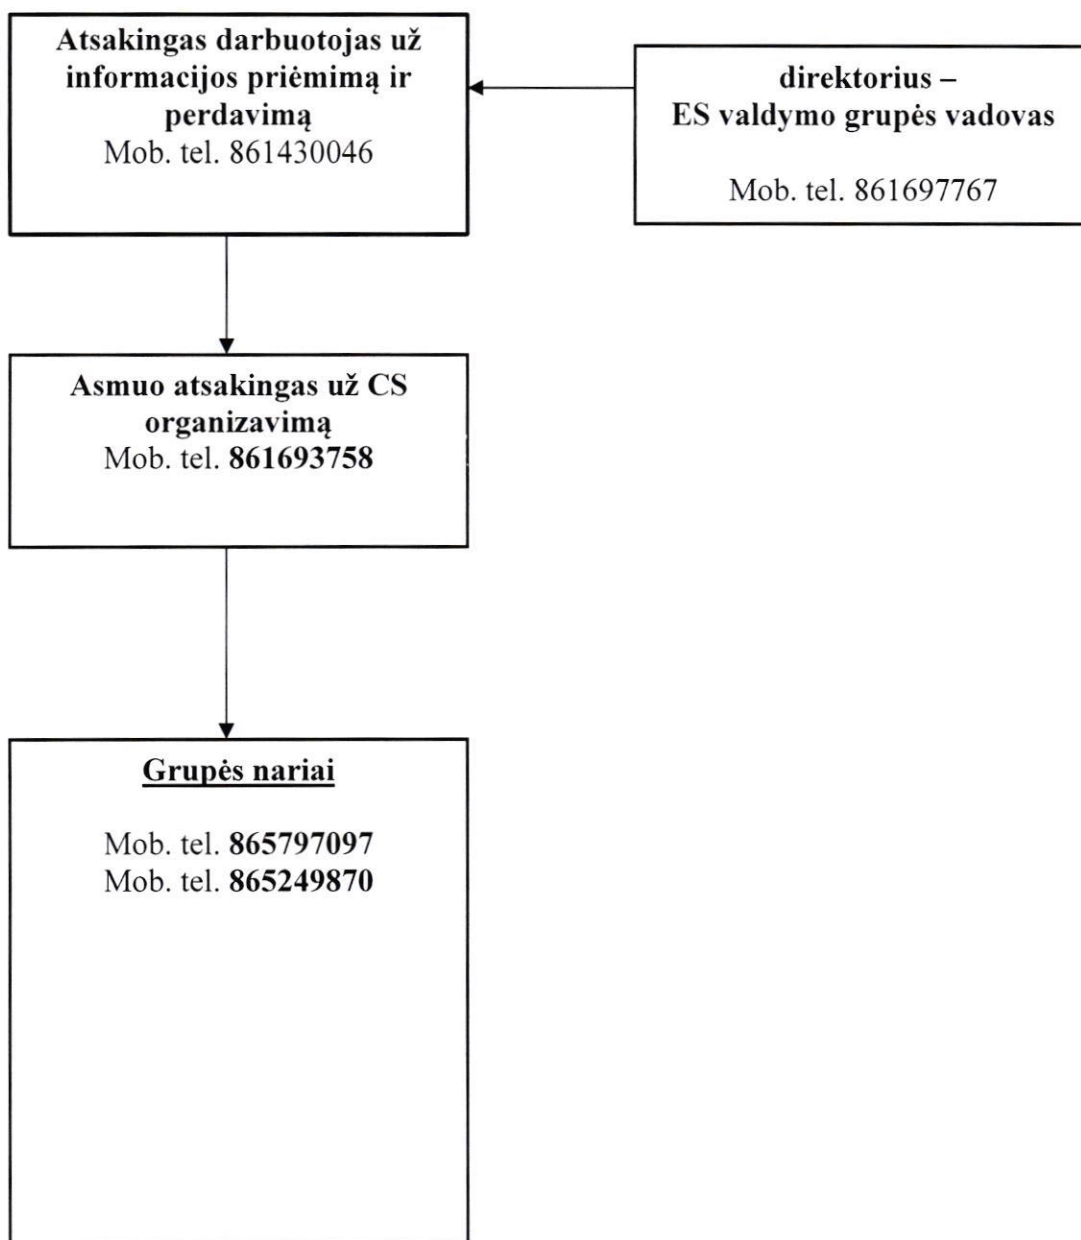 Atsakingas darbuotojas už
informacijos priėmimą ir
perdavimą
Mob. tel. 861430046
direktorius –
ES valdymo grupės vadovas
Mob. tel. 861697767
Asmuo atsakingas už CS
organizavimą
Mob. tel. 861693758
Grupės nariai
Mob. tel. 865797097
Mob. tel. 865249870